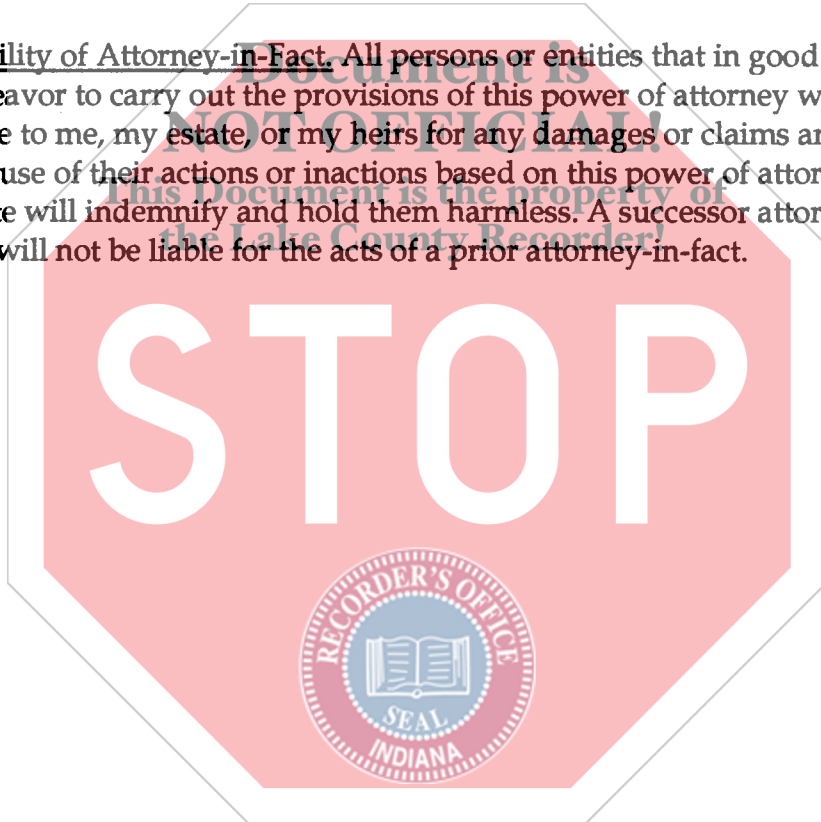 Document is
ility of Attorney-in-Fact. All persons or entities that in good
eavor to carry out the provisions of this power of attorney w
NOT OFFICIAL!
e to me, my estate, or my heirs for any damages or claims ar
use of their actions or inactions based on this power of attor
This Document is the property of
te will indemnify and hold them harmless. A successor attor
the Lake County Recorder!
will not be liable for the acts of a prior attorney-in-fact.
STOP
RECORDER'S OFFICE
SEAL
INDIANA